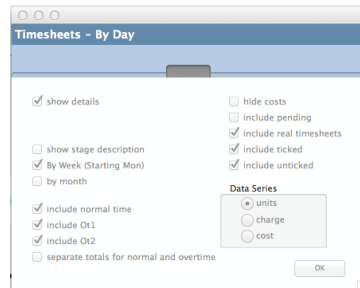 Timesheets - By Day
show details
show stage description
By Week (Starting Mon)
by month
include normal time
include Ot1
include Ot2
separate totals for normal and overtime
hide costs
include pending
include real timesheets
include ticked
include unticked
Data Series
units
charge
cost
OK